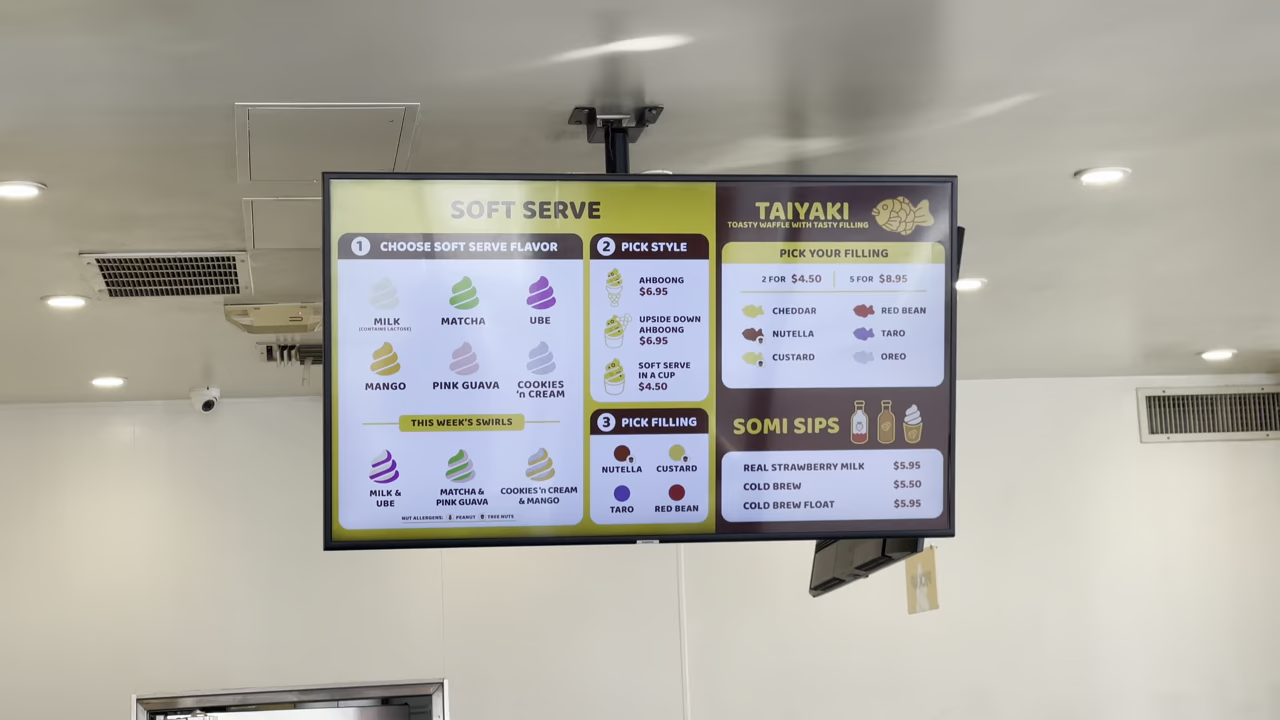 SOFT SERVE
1 CHOOSE SOFT SERVE FLAVOR
MILK
(CONTAINS LACTOSE)
MATCHA
UBE
MANGO
PINK GUAVA
COOKIES
'n CREAM
THIS WEEK'S SWIRLS
MILK &
UBE
MATCHA &
PINK GUAVA
COOKIES 'n CREAM
& MANGO
NUT ALLERGENS: PEANUT TREE NUTS
2 PICK STYLE
AHBOONG
$6.95
UPSIDE DOWN
AHBOONG
$6.95
SOFT SERVE
IN A CUP
$4.50
3 PICK FILLING
NUTELLA
CUSTARD
TARO
RED BEAN
TAIYAKI
TOASTY WAFFLE WITH TASTY FILLING
PICK YOUR FILLING
2 FOR $4.50
5 FOR $8.95
CHEDDAR
RED BEAN
NUTELLA
TARO
CUSTARD
OREO
SOMI SIPS
REAL STRAWBERRY MILK $5.95
COLD BREW $5.50
COLD BREW FLOAT $5.95